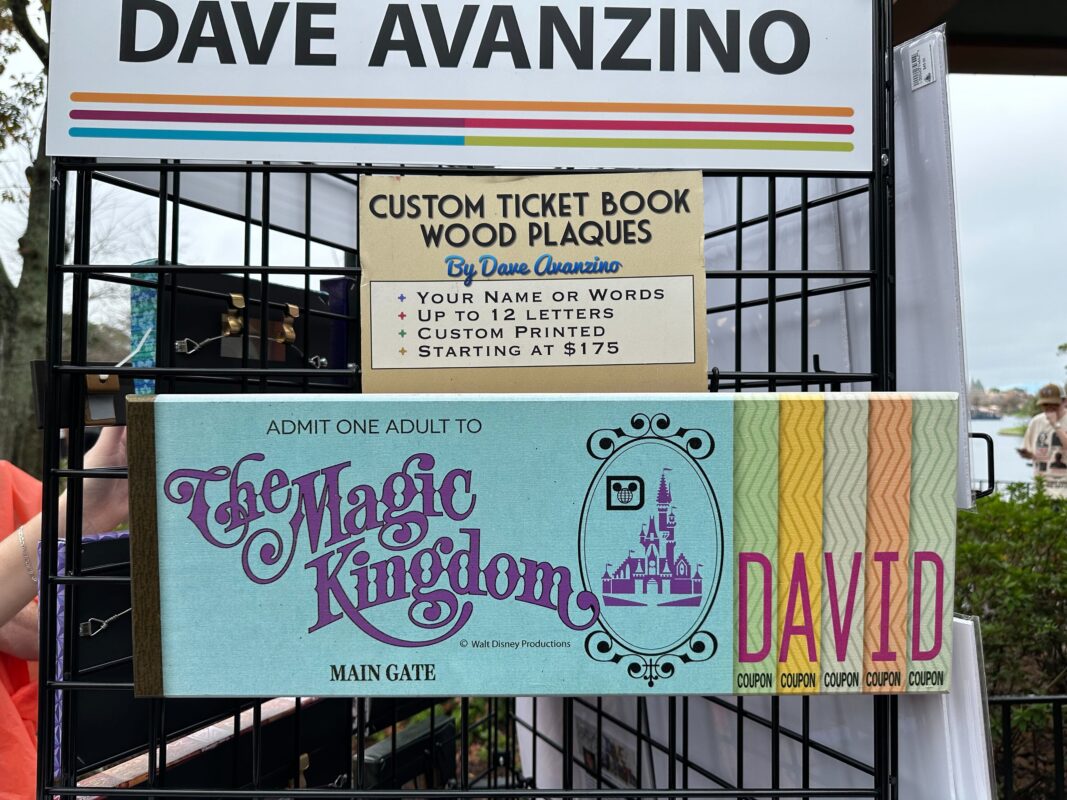 DAVE AVANZINO
CUSTOM TICKET BOOK
WOOD PLAQUES
By Dave Avanzino
+ YOUR NAME OR WORDS
+ UP TO 12 LETTERS
+ CUSTOM PRINTED
+ STARTING AT $175
ADMIT ONE ADULT TO
The Magic
Kingdom
© Walt Disney Productions
MAIN GATE
DAVID
COUPON COUPON COUPON COUPON COUPON